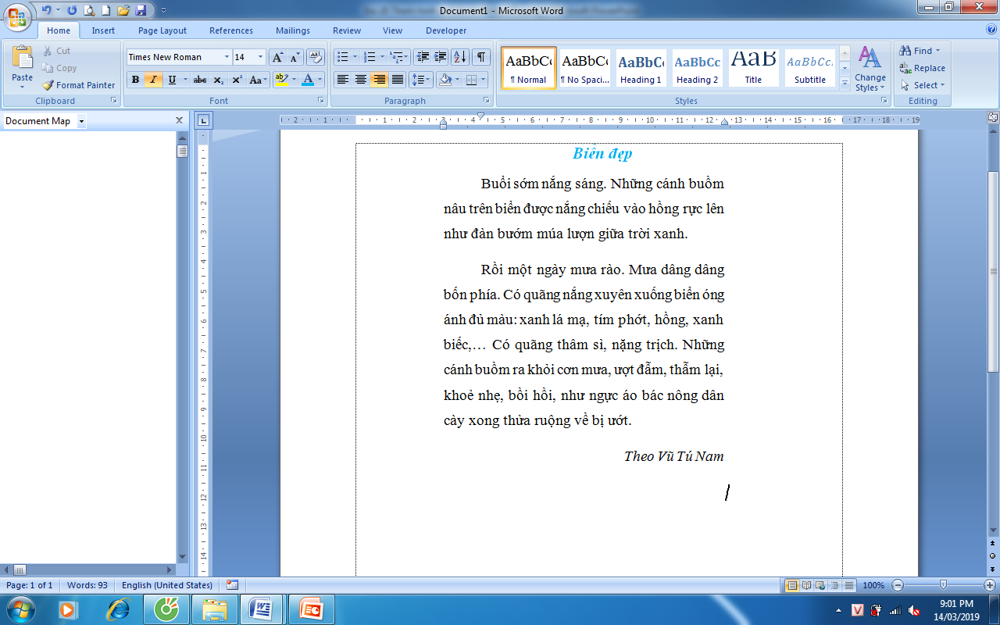 Document1 - Microsoft Word
Home Insert Page Layout References Mailings Review View Developer
Paste
Cut
Copy
Format Painter
Clipboard
Times New Roman 14
B I U abc x₂ x² Aa
Font
Paragraph
AaBbCc AaBbCc AaBbCc AaBbCc AaB AaBbCc.
¶ Normal ¶ No Spaci... Heading 1 Heading 2 Title Subtitle
Change Styles
Styles
Find
Replace
Select
Editing
Document Map
Biển đẹp
Buổi sớm nắng sáng. Những cánh buồm
nâu trên biển được nắng chiếu vào hồng rực lên
như đàn bướm múa lượn giữa trời xanh.
Rồi một ngày mưa rào. Mưa dâng dâng
bốn phía. Có quãng nắng xuyên xuống biển óng
ánh đủ màu: xanh lá mạ, tím phớt, hồng, xanh
biếc,… Có quãng thâm sì, nặng trịch. Những
cánh buồm ra khỏi cơn mưa, ượt đẫm, thẫm lại,
khoẻ nhẹ, bồi hồi, như ngực áo bác nông dân
cày xong thửa ruộng về bị ướt.
Theo Vũ Tú Nam
Page: 1 of 1 Words: 93 English (United States) 100%
9:01 PM
14/03/2019